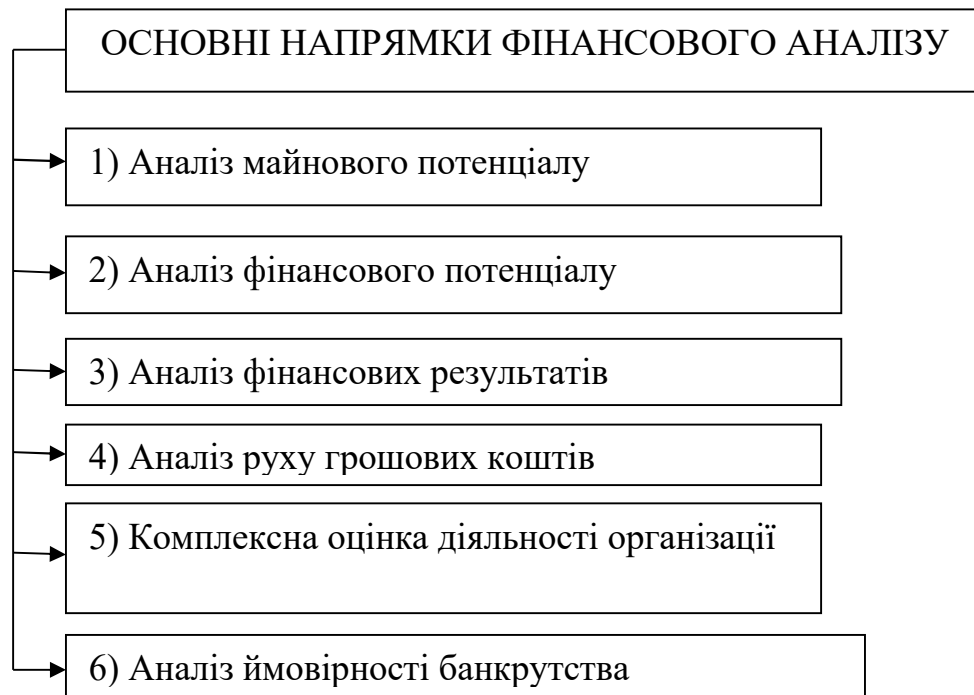 ОСНОВНІ НАПРЯМКИ ФІНАНСОВОГО АНАЛІЗУ
1) Аналіз майнового потенціалу
2) Аналіз фінансового потенціалу
3) Аналіз фінансових результатів
4) Аналіз руху грошових коштів
5) Комплексна оцінка діяльності організації
6) Аналіз ймовірності банкрутства